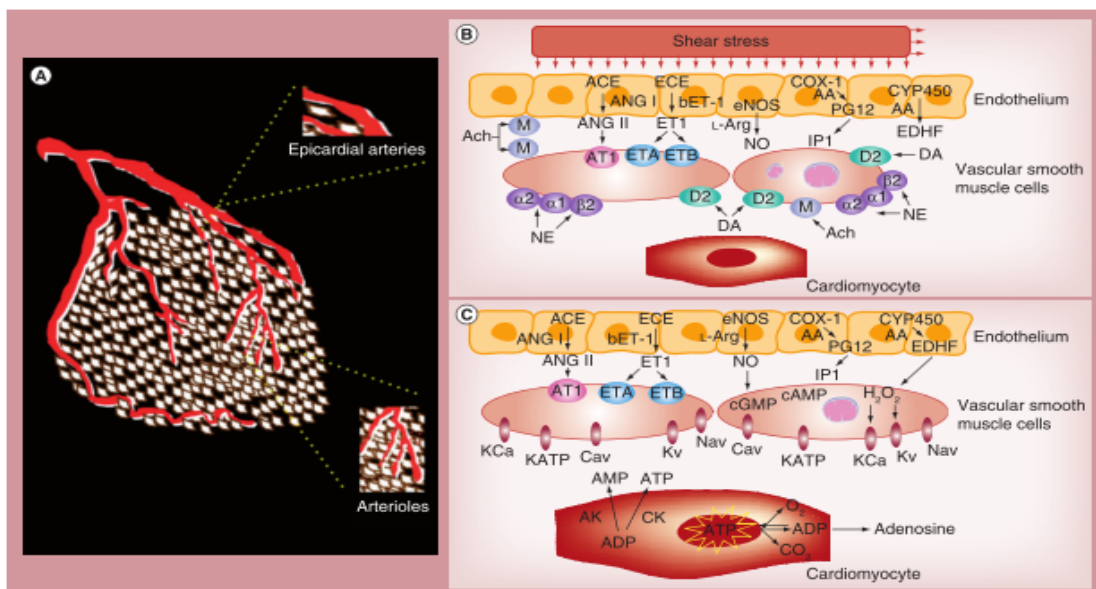 A
Epicardial arteries
Arterioles
B
Shear stress
ACE
ECE
COX-1
CYP450
ANG I
bET-1
eNOS
AA
AA
Endothelium
PG12
Ach
M
M
ANG II
ET1
L-Arg
NO
IP1
EDHF
AT1
ETA
ETB
D2
DA
Vascular smooth
muscle cells
α2
α1
β2
D2
D2
M
α2
α1
β2
NE
DA
Ach
NE
Cardiomyocyte
C
ACE
ECE
eNOS
COX-1
CYP450
ANG I
bET-1
L-Arg
AA
AA
Endothelium
PG12
EDHF
ANG II
ET1
NO
IP1
AT1
ETA
ETB
cGMP
cAMP
H2O2
Vascular smooth
muscle cells
KCa
KATP
Cav
Kv
Nav
Cav
KATP
KCa
Kv
Nav
AMP
ATP
AK
CK
ADP
ATP
O2
ADP
Adenosine
Cardiomyocyte